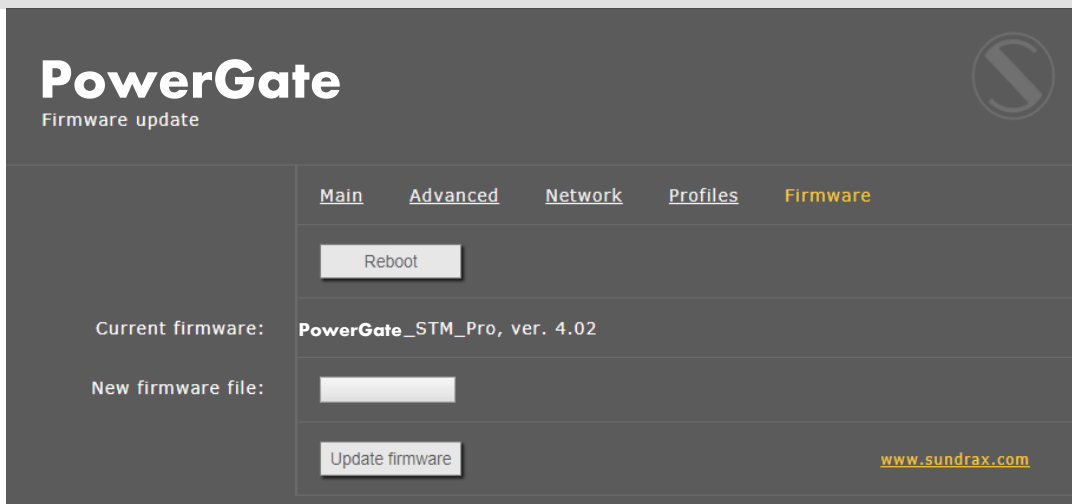 PowerGate
Firmware update
Main Advanced Network Profiles Firmware
Reboot
Current firmware: PowerGate_STM_Pro, ver. 4.02
New firmware file:
Update firmware www.sundrax.com